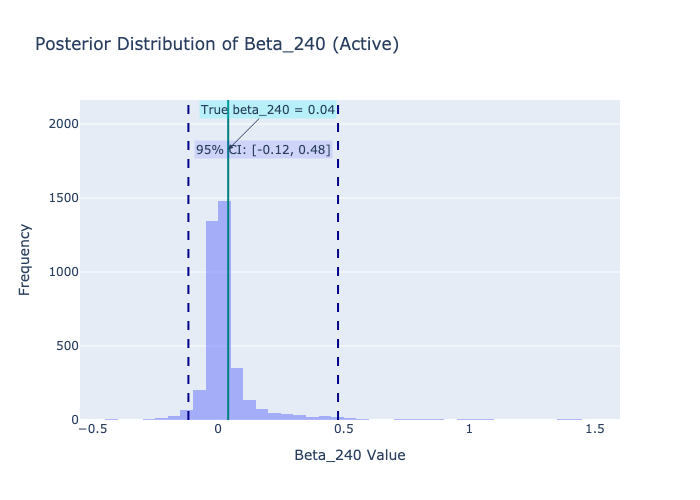 Posterior Distribution of Beta_240 (Active)
True beta_240 = 0.04
95% CI: [-0.12, 0.48]
2000
1500
1000
500
0
Frequency
−0.5 0 0.5 1 1.5
Beta_240 Value